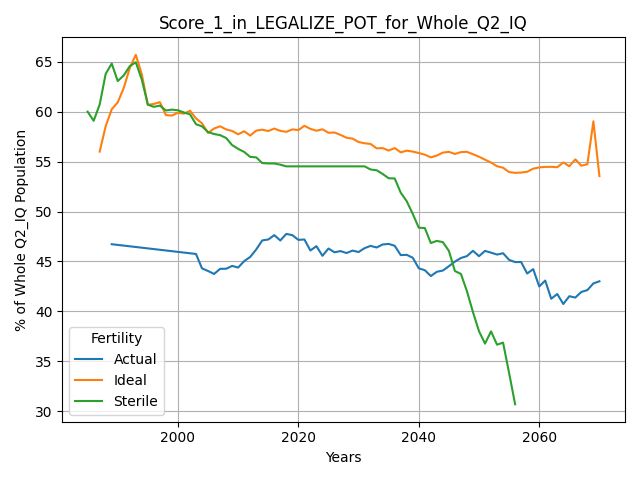 Score_1_in_LEGALIZE_POT_for_Whole_Q2_IQ
% of Whole Q2_IQ Population
65
60
55
50
45
40
35
30
Fertility
Actual
Ideal
Sterile
2000
2020
2040
2060
Years